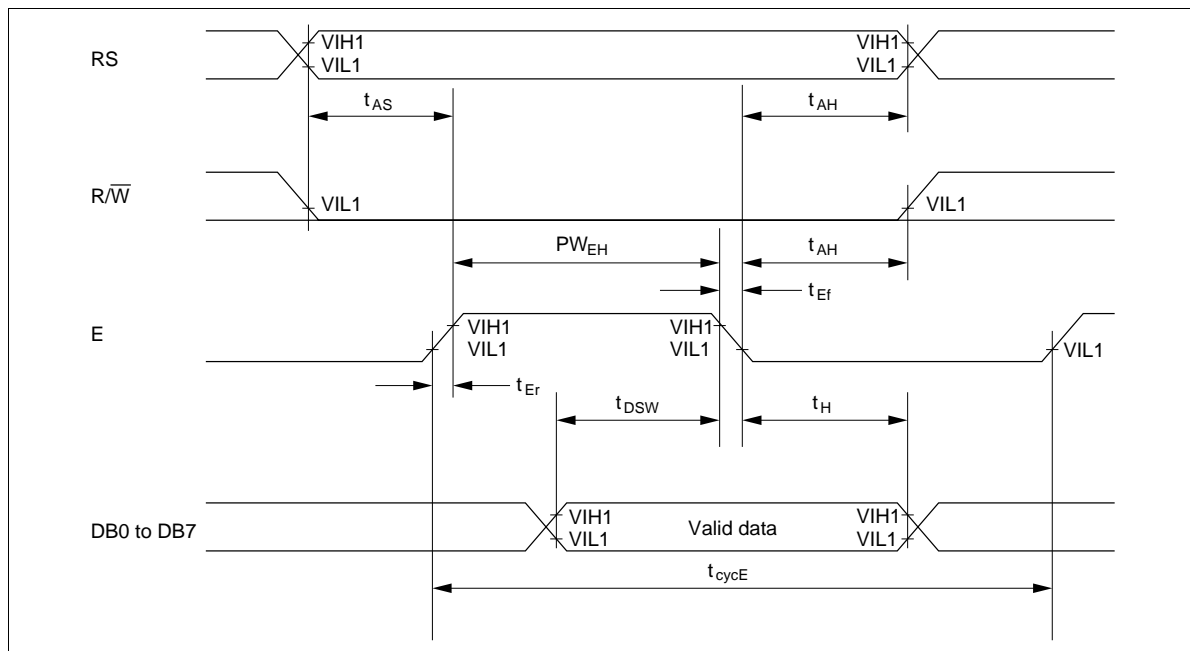 RS
VIH1
VIL1
VIH1
VIL1
tAS
tAH
R/W̅
VIL1
VIL1
PWEH
tAH
tEf
E
VIH1
VIL1
VIH1
VIL1
VIL1
tEr
tDSW
tH
DB0 to DB7
VIH1
VIL1
Valid data
VIH1
VIL1
tcycE